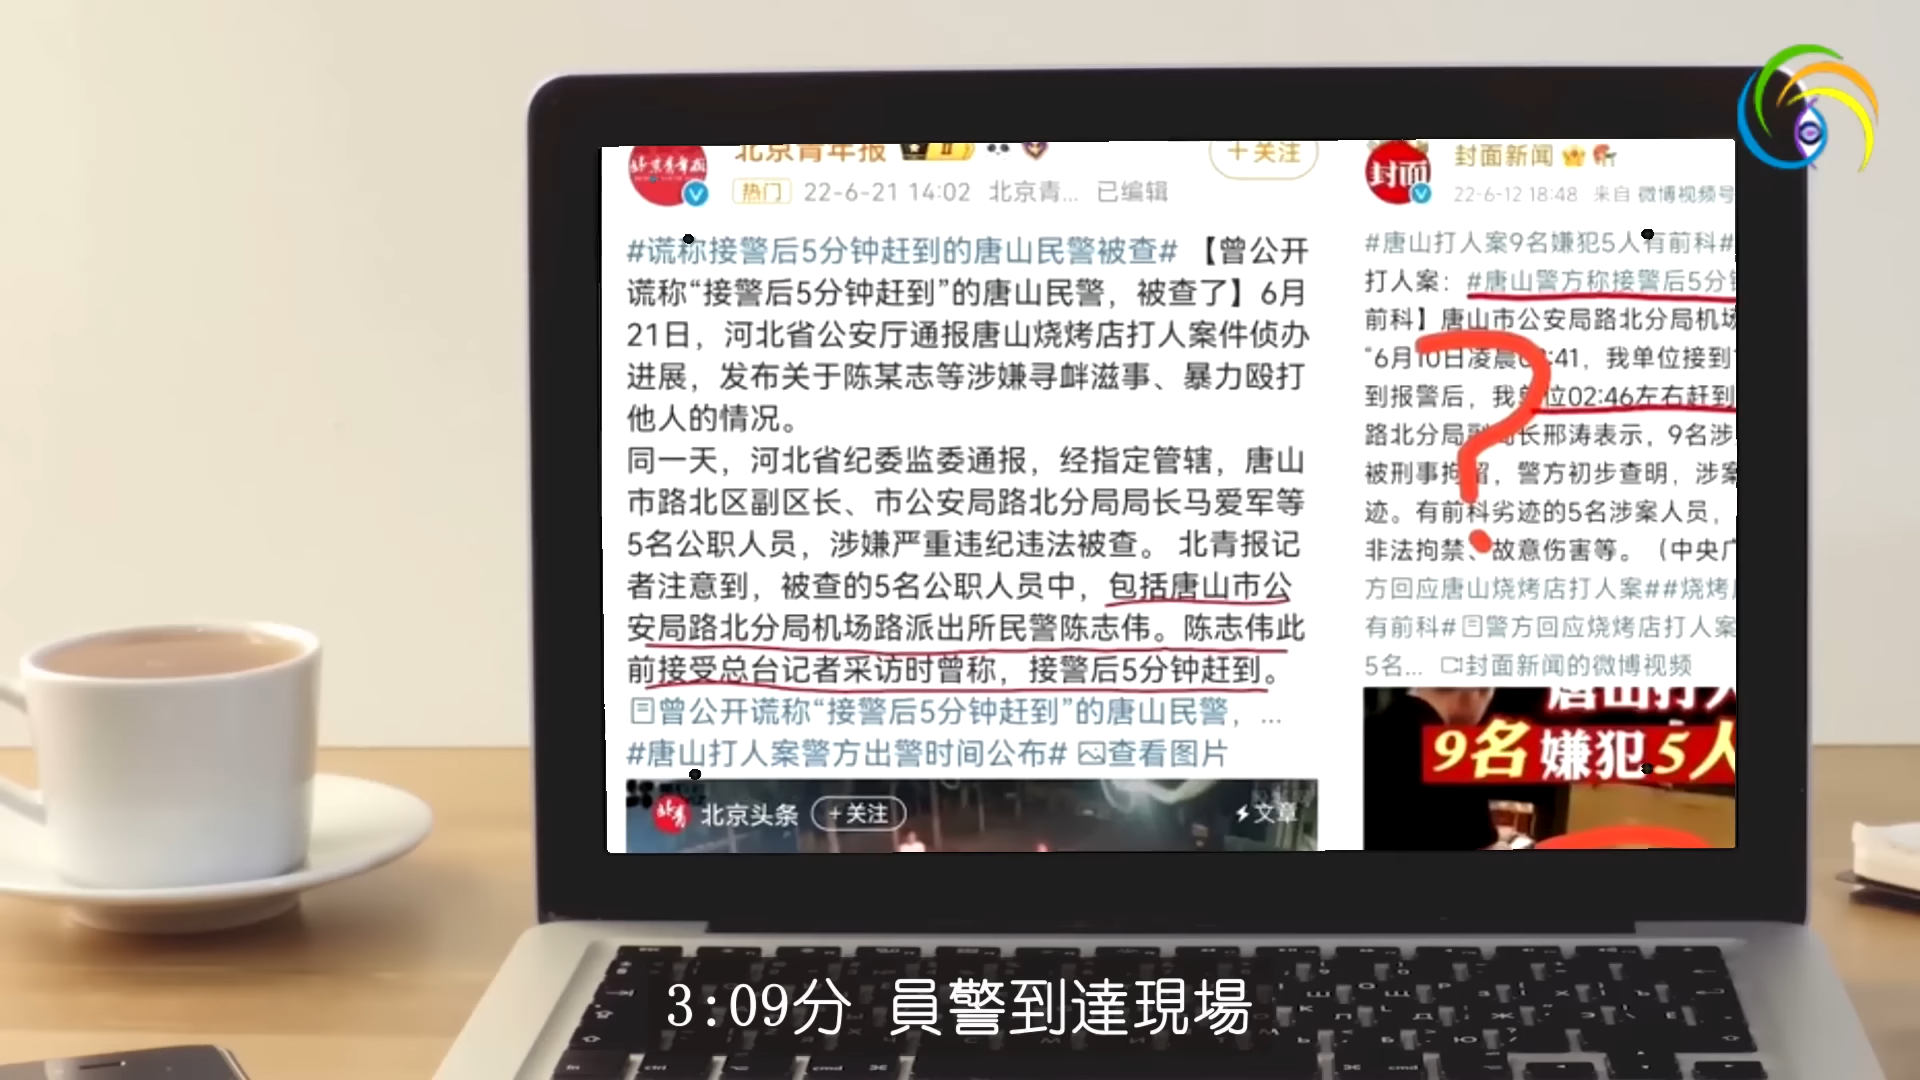 北京青年报
+关注
热门 22-6-21 14:02 北京青... 已编辑
#谎称接警后5分钟赶到的唐山民警被查# 【曾公开
谎称“接警后5分钟赶到”的唐山民警，被查了】6月
21日，河北省公安厅通报唐山烧烤店打人案件侦办
进展，发布关于陈某志等涉嫌寻衅滋事、暴力殴打
他人的情况。
同一天，河北省纪委监委通报，经指定管辖，唐山
市路北区副区长、市公安局路北分局局长马爱军等
5名公职人员，涉嫌严重违纪违法被查。 北青报记
者注意到，被查的5名公职人员中，包括唐山市公
安局路北分局机场路派出所民警陈志伟。陈志伟此
前接受总台记者采访时曾称，接警后5分钟赶到。
曾公开谎称“接警后5分钟赶到”的唐山民警，...
#唐山打人案警方出警时间公布# 查看图片
北京头条 +关注
文章
封面
封面新闻
22-6-12 18:48 来自 微博视频号
#唐山打人案9名嫌犯5人有前科#
打人案：#唐山警方称接警后5分
前科】唐山市公安局路北分局机场
“6月10日凌晨:41，我单位接到
到报警后，我位02:46左右赶到
路北分局长邢涛表示，9名涉
被刑事拘留，警方初步查明，涉案
迹。有前科劣迹的5名涉案人员，
非法拘禁、故意伤害等。（中央广
方回应唐山烧烤店打人案##烧烤
有前科#警方回应烧烤店打人案
5名... 封面新闻的微博视频
唐山打人
9名嫌犯5人
3:09分 員警到達現場